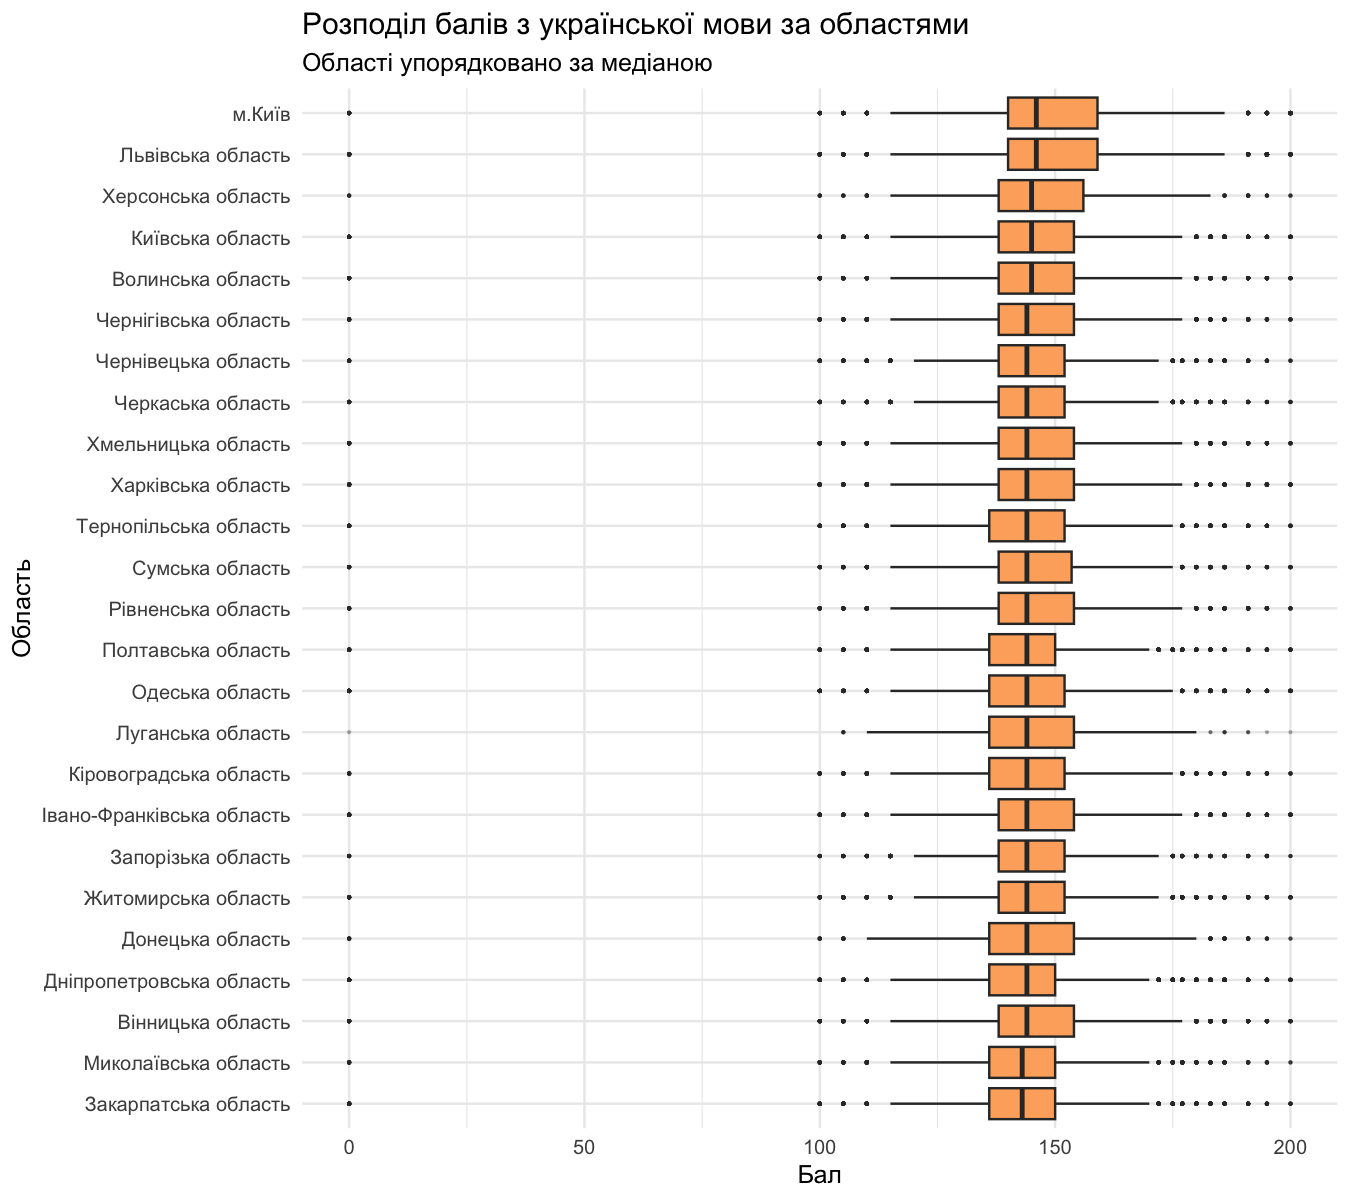 Розподіл балів з української мови за областями
Області упорядковано за медіаною
м.Київ
Львівська область
Херсонська область
Київська область
Волинська область
Чернігівська область
Чернівецька область
Черкаська область
Хмельницька область
Харківська область
Тернопільська область
Сумська область
Рівненська область
Полтавська область
Одеська область
Луганська область
Кіровоградська область
Івано-Франківська область
Запорізька область
Житомирська область
Донецька область
Дніпропетровська область
Вінницька область
Миколаївська область
Закарпатська область
Область
0 50 100 150 200
Бал